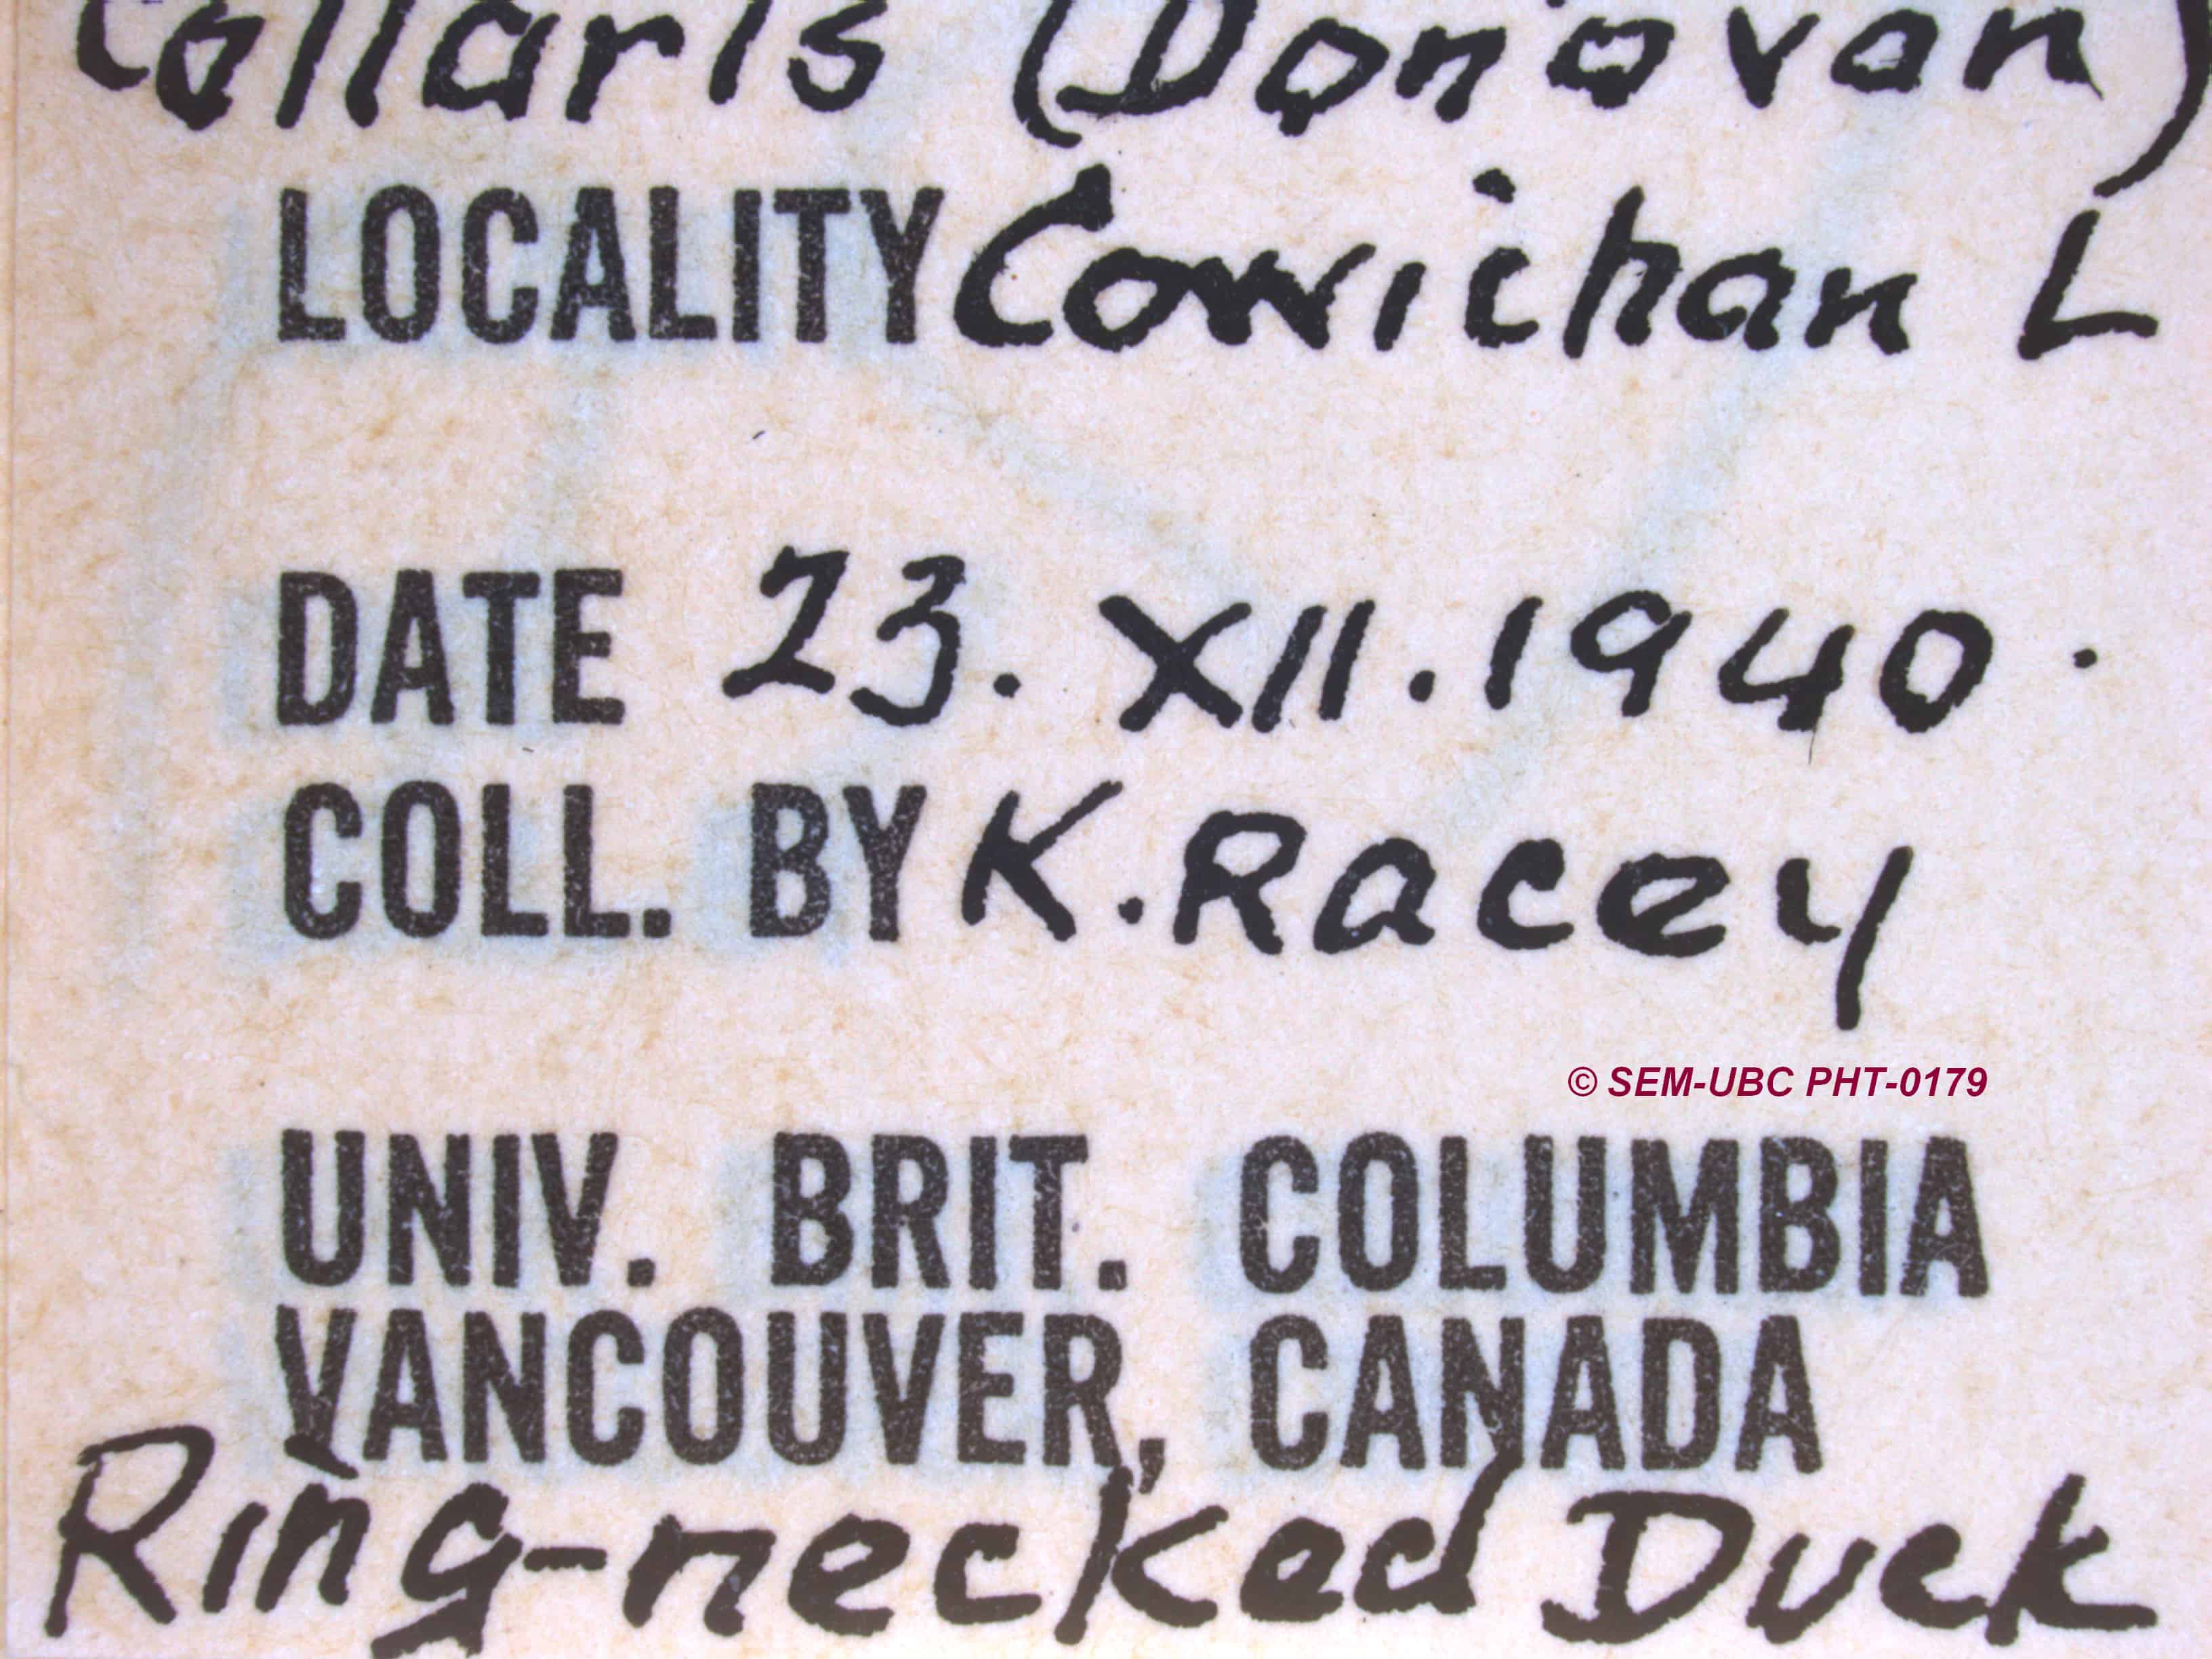 collaris (Donovan)
LOCALITY Cowichan L
DATE 23. XII. 1940.
COLL. BY K. Racey
© SEM-UBC PHT-0179
UNIV. BRIT. COLUMBIA
VANCOUVER, CANADA
Ring-necked Duck